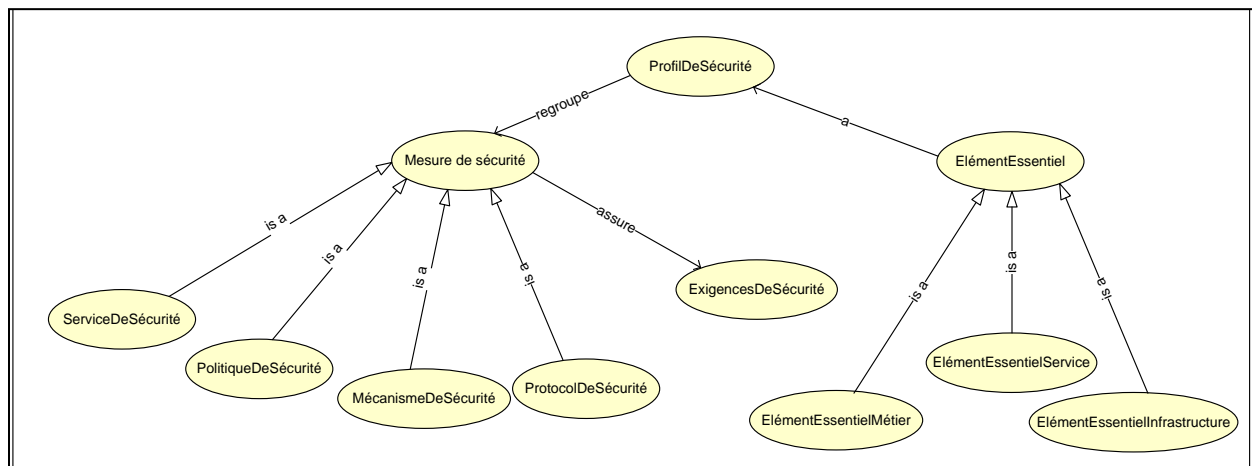 ProfilDeSécurité
regroupe
a
Mesure de sécurité
ElémentEssentiel
is a
is a
is a
is a
assure
is a
is a
is a
ExigencesDeSécurité
ServiceDeSécurité
PolitiqueDeSécurité
MécanismeDeSécurité
ProtocolDeSécurité
ElémentEssentielService
ElémentEssentielMétier
ElémentEssentielInfrastructure